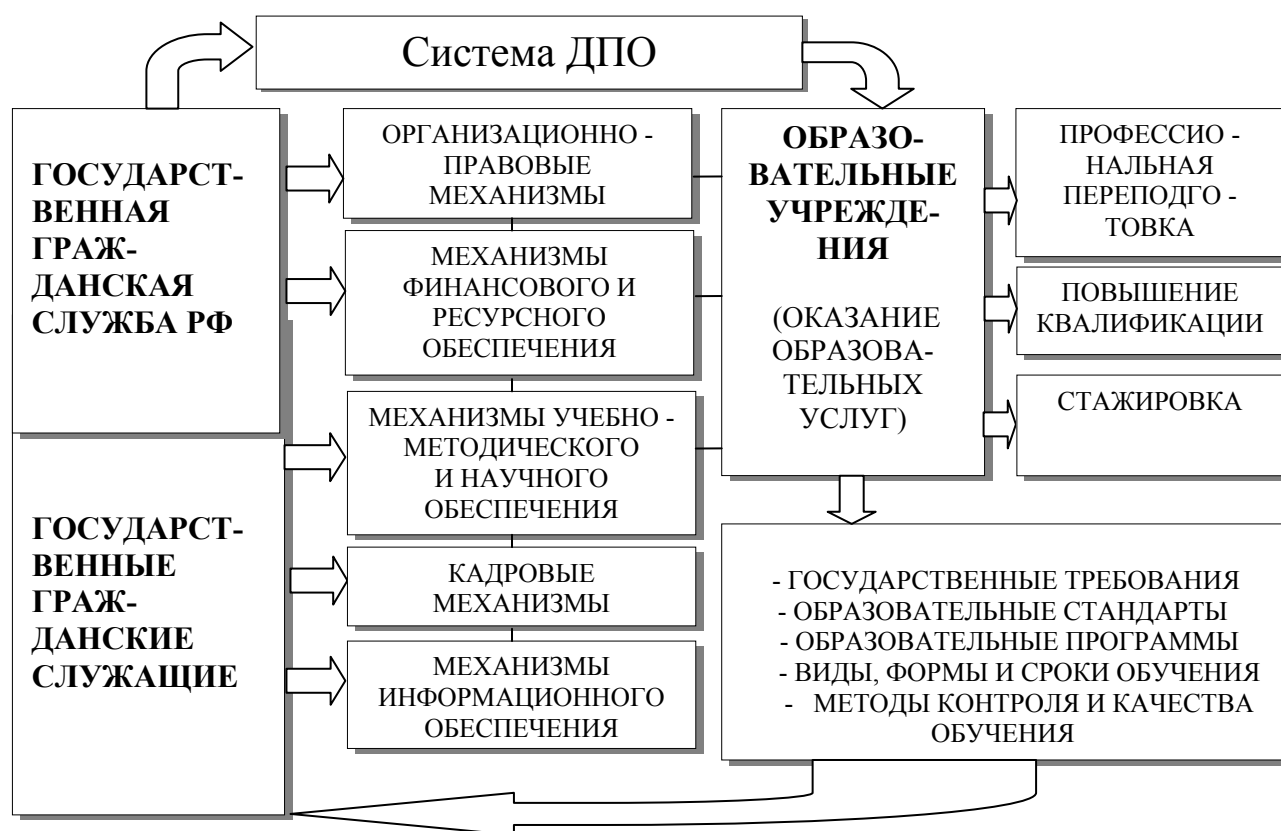 Система ДПО
ГОСУДАРСТ-
ВЕННАЯ
ГРАЖ-
ДАНСКАЯ
СЛУЖБА РФ
ГОСУДАРСТ-
ВЕННЫЕ
ГРАЖ-
ДАНСКИЕ
СЛУЖАЩИЕ
ОРГАНИЗАЦИОННО -
ПРАВОВЫЕ
МЕХАНИЗМЫ
МЕХАНИЗМЫ
ФИНАНСОВОГО И
РЕСУРСНОГО
ОБЕСПЕЧЕНИЯ
МЕХАНИЗМЫ УЧЕБНО -
МЕТОДИЧЕСКОГО
И НАУЧНОГО
ОБЕСПЕЧЕНИЯ
КАДРОВЫЕ
МЕХАНИЗМЫ
МЕХАНИЗМЫ
ИНФОРМАЦИОННОГО
ОБЕСПЕЧЕНИЯ
ОБРАЗО-
ВАТЕЛЬНЫЕ
УЧРЕЖДЕ-
НИЯ
(ОКАЗАНИЕ
ОБРАЗОВА-
ТЕЛЬНЫХ
УСЛУГ)
ПРОФЕССИО -
НАЛЬНАЯ
ПЕРЕПОДГО -
ТОВКА
ПОВЫШЕНИЕ
КВАЛИФИКАЦИИ
СТАЖИРОВКА
- ГОСУДАРСТВЕННЫЕ ТРЕБОВАНИЯ
- ОБРАЗОВАТЕЛЬНЫЕ СТАНДАРТЫ
- ОБРАЗОВАТЕЛЬНЫЕ ПРОГРАММЫ
- ВИДЫ, ФОРМЫ И СРОКИ ОБУЧЕНИЯ
- МЕТОДЫ КОНТРОЛЯ И КАЧЕСТВА
ОБУЧЕНИЯ